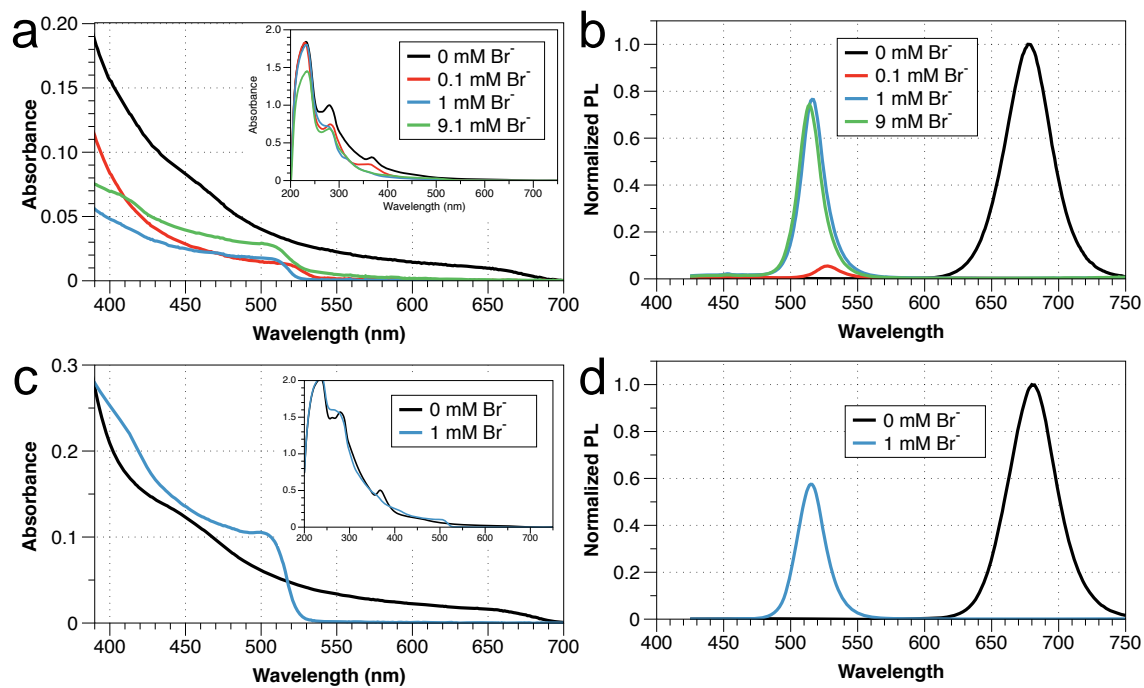 a
0.20
0.15
0.10
0.05
0
Absorbance
400 450 500 550 600 650 700
Wavelength (nm)
2.0
1.5
1.0
0.5
0
Absorbance
200 300 400 500 600 700
Wavelength (nm)
0 mM Br-
0.1 mM Br-
1 mM Br-
9.1 mM Br-
b
1.0
0.8
0.6
0.4
0.2
0
Normalized PL
400 450 500 550 600 650 700 750
Wavelength
0 mM Br-
0.1 mM Br-
1 mM Br-
9 mM Br-
c
0.3
0.2
0.1
0
Absorbance
400 450 500 550 600 650 700
Wavelength (nm)
2.0
1.5
1.0
0.5
0
200 300 400 500 600 700
0 mM Br-
1 mM Br-
d
1.0
0.8
0.6
0.4
0.2
0
Normalized PL
400 450 500 550 600 650 700 750
Wavelength
0 mM Br-
1 mM Br-